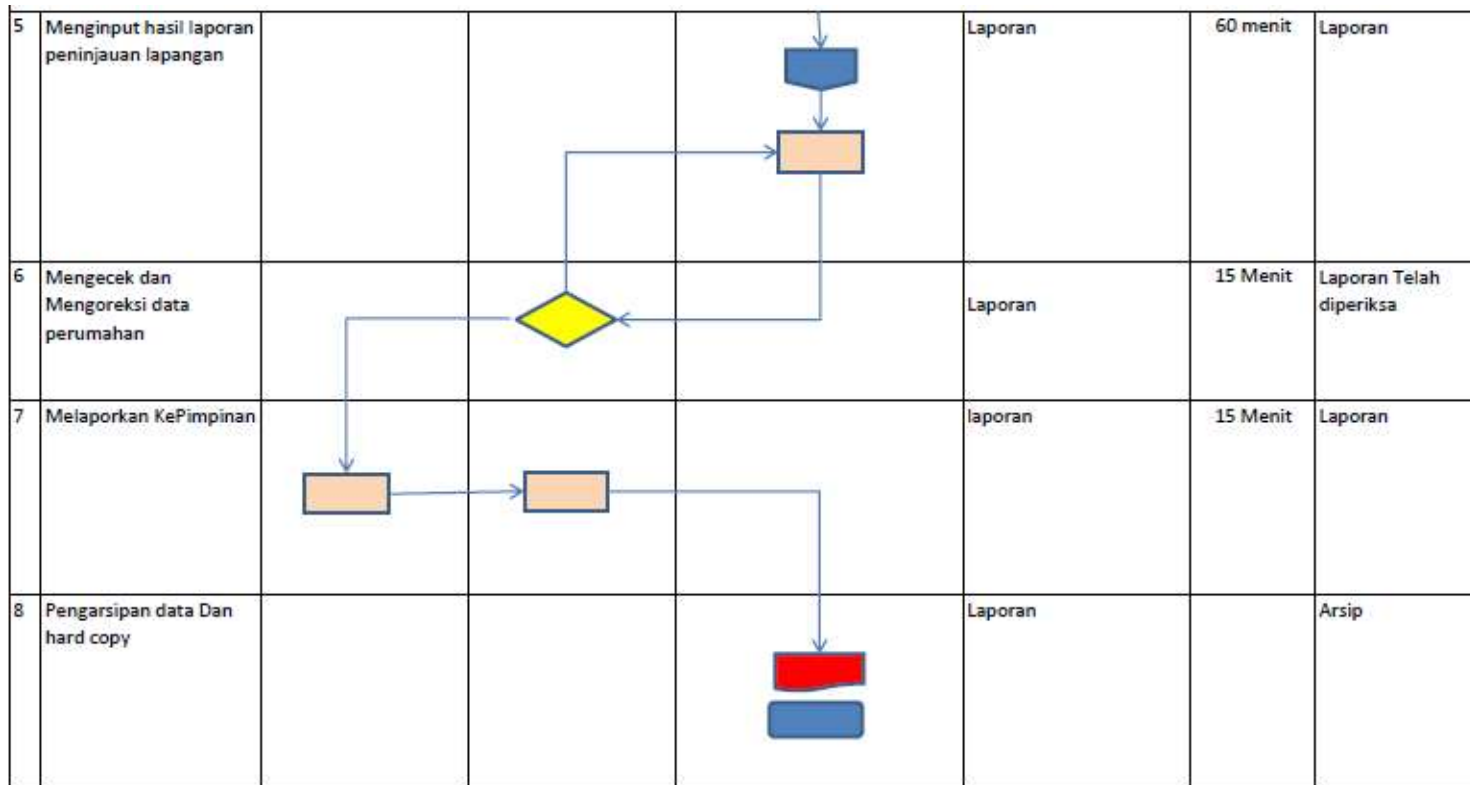 5 Menginput hasil laporan Laporan 60 menit Laporan
peninjauan lapangan
6 Mengecek dan 15 Menit Laporan Telah
Mengoreksi data Laporan diperiksa
perumahan
7 Melaporkan KePimpinan laporan 15 Menit Laporan
8 Pengarsipan data Dan Laporan Arsip
hard copy